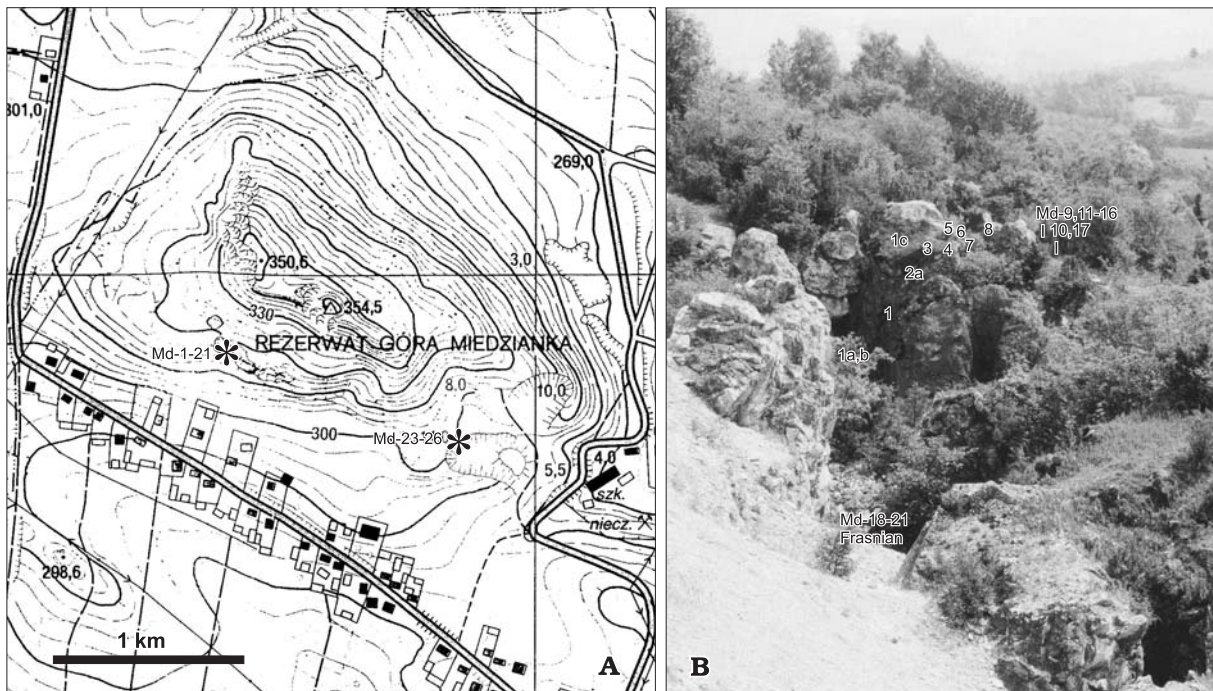 301,0
269,0
3,0
350,6
354,5
330
REZERWAT GÓRA MIEDZIANKA
Md-1-21
8.0
10,0
300
Md-23-26
5,5
4,0
szk.
niecz.
298,6
1 km
A
Md-9,11-16
10,17
5
6
8
1c
3
4
7
2a
1
1a,b
Md-18-21
Frasnian
B